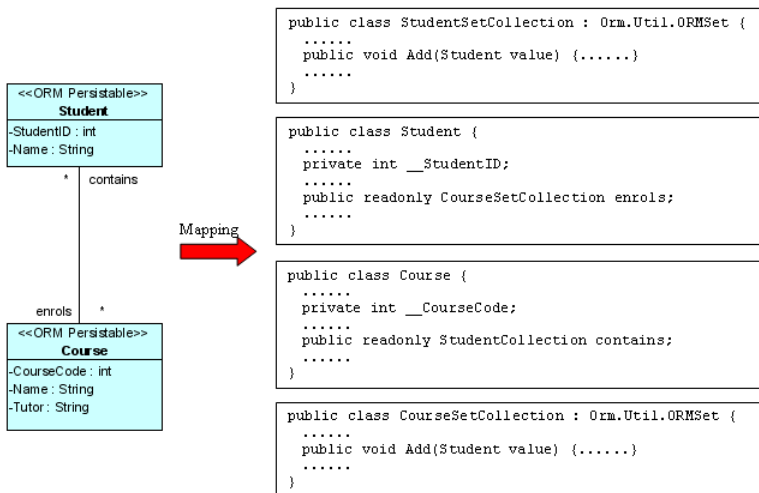 <<ORM Persistable>>
Student
-StudentID : int
-Name : String
* contains
enrols *
<<ORM Persistable>>
Course
-CourseCode : int
-Name : String
-Tutor : String
Mapping
public class StudentSetCollection : Orm.Util.ORMSet {
......
public void Add(Student value) {......}
......
}
public class Student {
......
private int __StudentID;
......
public readonly CourseSetCollection enrols;
......
}
public class Course {
......
private int __CourseCode;
......
public readonly StudentCollection contains;
......
}
public class CourseSetCollection : Orm.Util.ORMSet {
......
public void Add(Student value) {......}
......
}